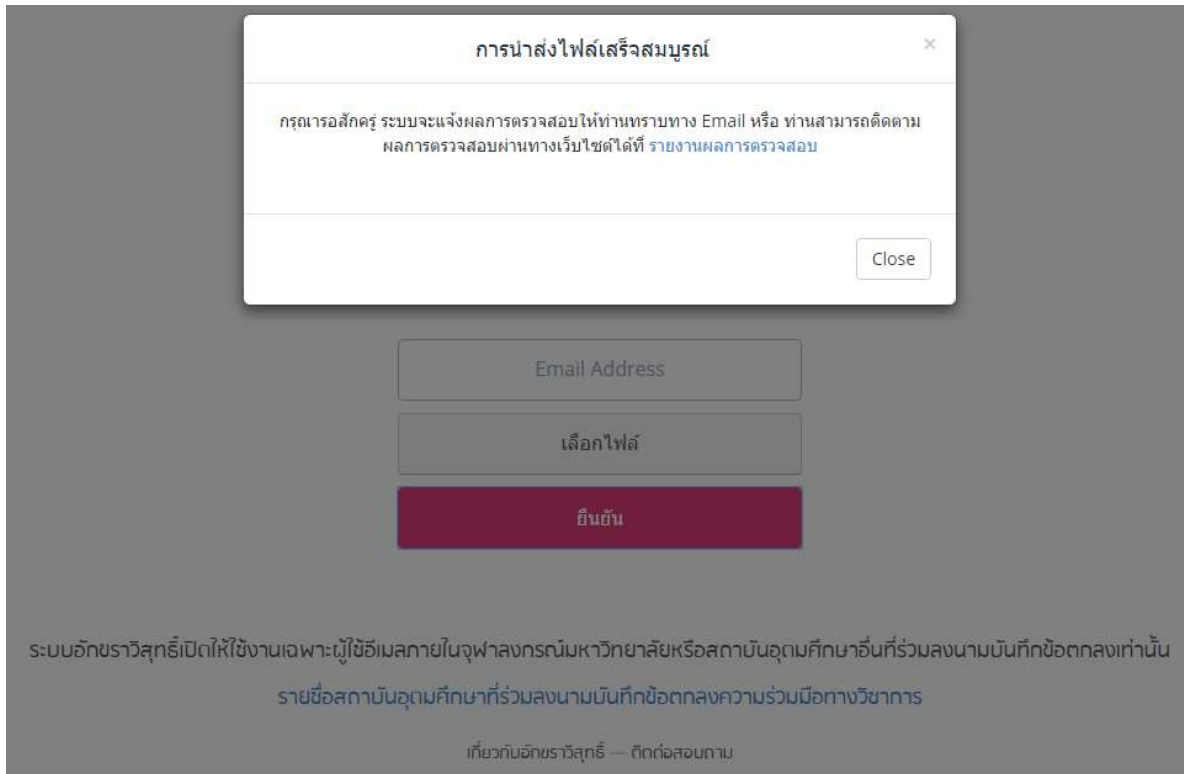 การนำส่งไฟล์เสร็จสมบูรณ์
×
กรุณารอสักครู่ ระบบจะแจ้งผลการตรวจสอบให้ท่านทราบทาง Email หรือ ท่านสามารถติดตาม
ผลการตรวจสอบผ่านทางเว็บไซต์ได้ที่ รายงานผลการตรวจสอบ
Close
Email Address
เลือกไฟล์
ยืนยัน
ระบบอักขราวิสุทธิ์เปิดให้ใช้งานเฉพาะผู้ใช้อีเมลภายในจุฬาลงกรณ์มหาวิทยาลัยหรือสถาบันอุดมศึกษาอื่นที่ร่วมลงนามบันทึกข้อตกลงเท่านั้น
รายชื่อสถาบันอุดมศึกษาที่ร่วมลงนามบันทึกข้อตกลงความร่วมมือทางวิชาการ
เกี่ยวกับอักขราวิสุทธิ์ — ติดต่อสอบถาม